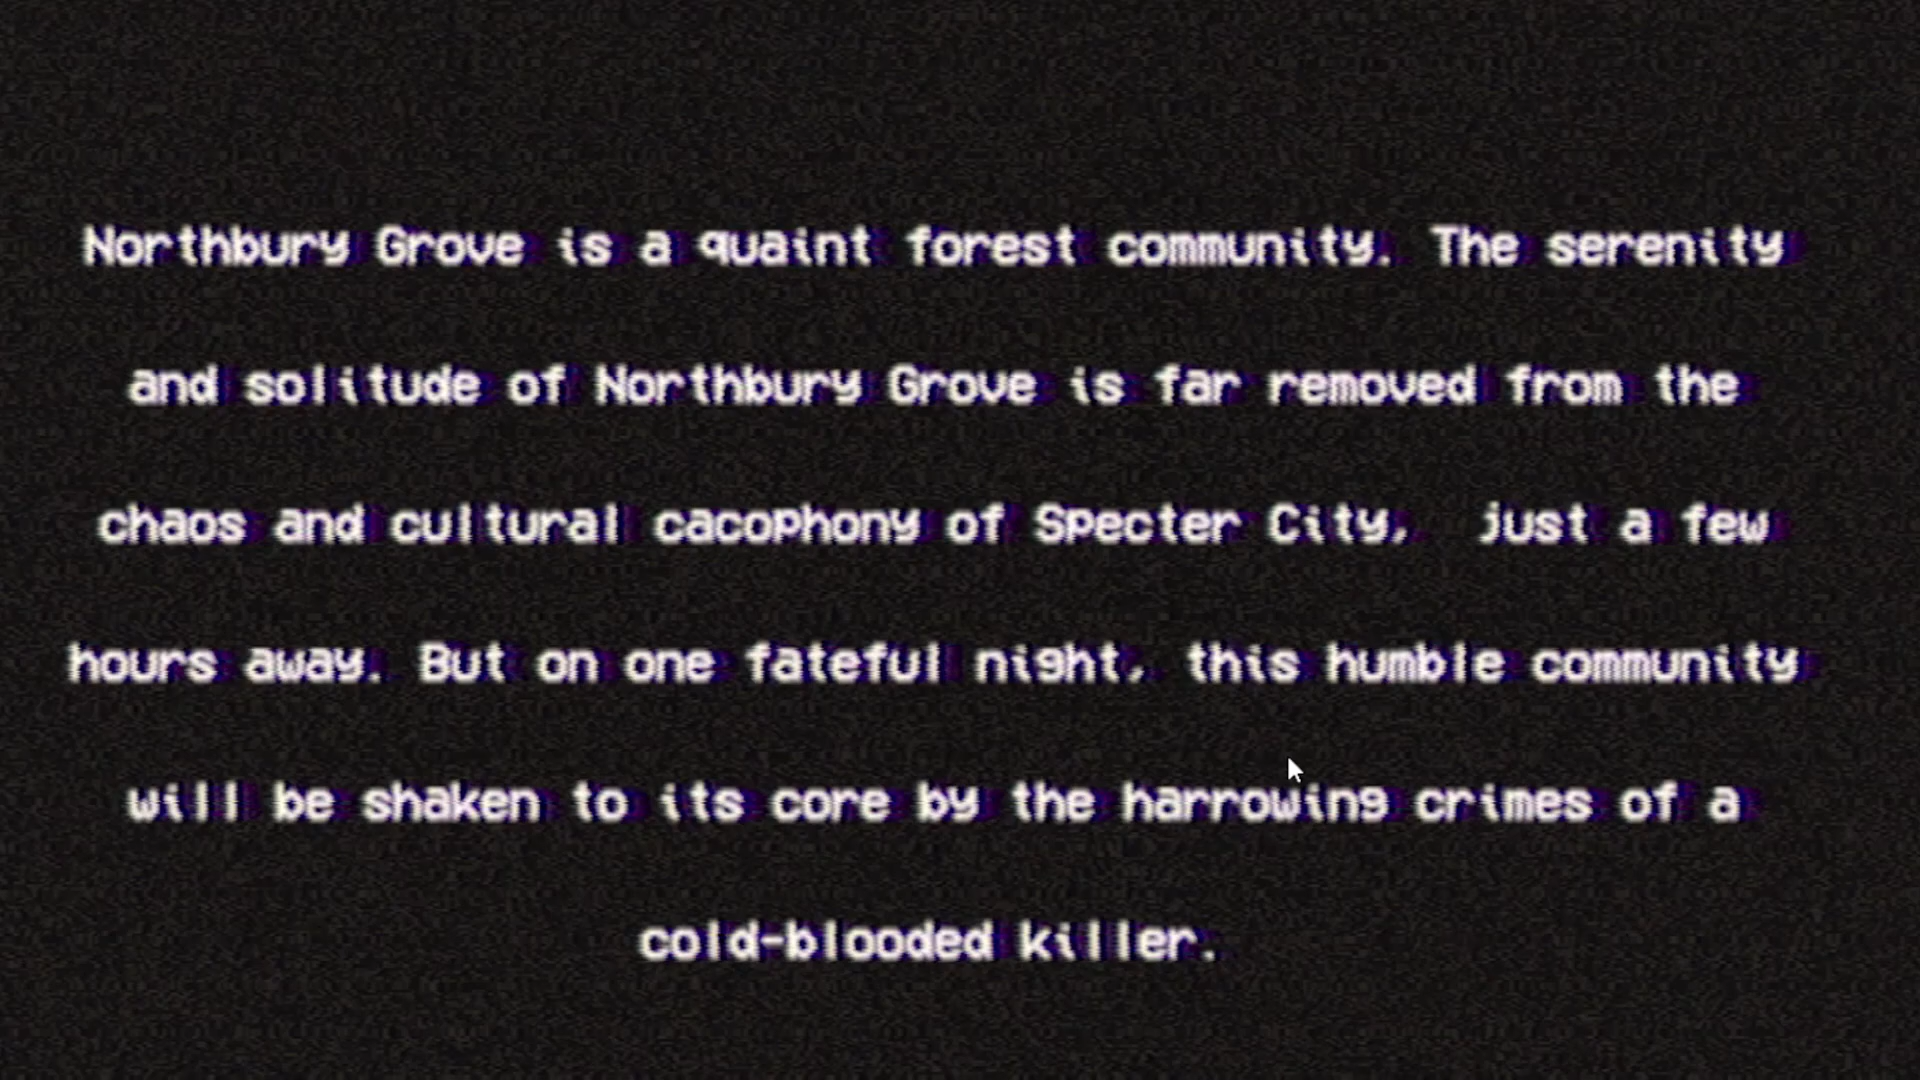 Northbury Grove is a quaint forest community. The serenity
and solitude of Northbury Grove is far removed from the
chaos and cultural cacophony of Specter City,  just a few
hours away. But on one fateful night, this humble community
will be shaken to its core by the harrowing crimes of a
cold-blooded killer.